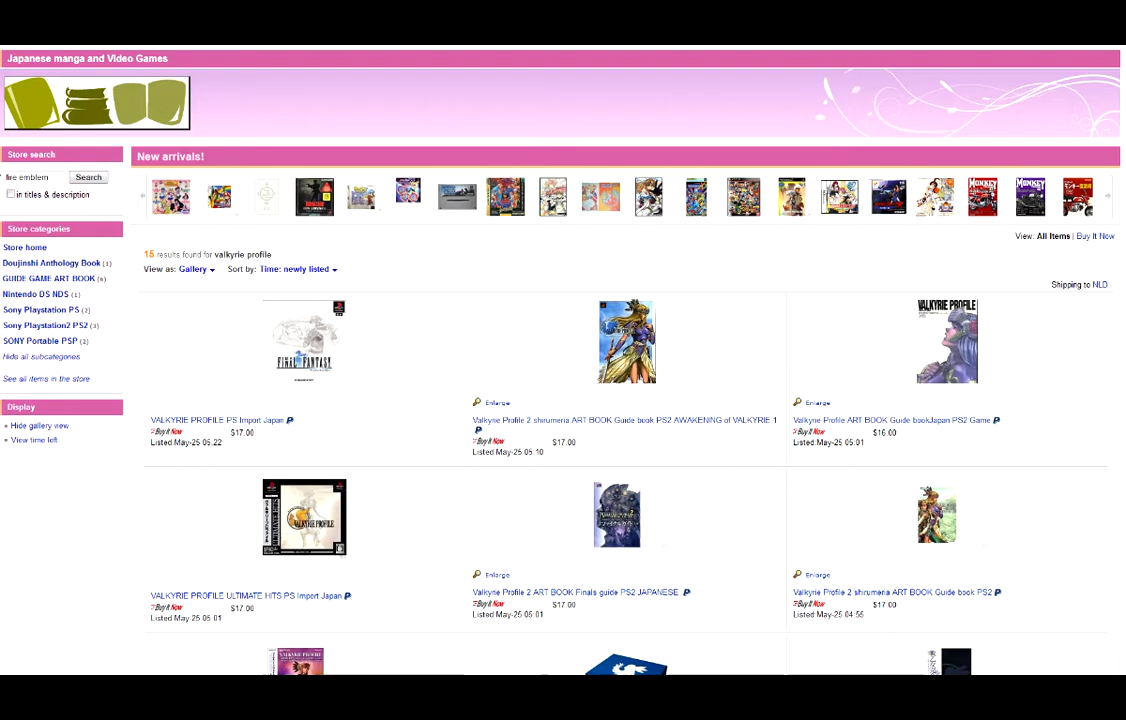 Japanese manga and Video Games
Store search
fire emblem
Search
in titles & description
Store categories
Store home
Doujinshi Anthology Book (1)
GUIDE GAME ART BOOK (6)
Nintendo DS NDS (1)
Sony Playstation PS (2)
Sony Playstation2 PS2 (3)
SONY Portable PSP (2)
Hide all subcategories
See all items in the store
Display
Hide gallery view
View time left
New arrivals!
View: All Items | Buy It Now
15 results found for valkyrie profile
View as: Gallery
Sort by: Time: newly listed
Shipping to NLD
FINAL FANTASY
VALKYRIE PROFILE
Enlarge
Enlarge
VALKYRIE PROFILE PS Import Japan
Buy It Now $17.00
Listed May-25 05:22
Valkyrie Profile 2 shirumeria ART BOOK Guide book PS2 AWAKENING of VALKYRIE 1
Buy It Now $17.00
Listed May-25 05:10
Valkyrie Profile ART BOOK Guide bookJapan PS2 Game
Buy It Now $16.00
Listed May-25 05:01
VALKYRIE PROFILE
Enlarge
Enlarge
VALKYRIE PROFILE ULTIMATE HITS PS Import Japan
Buy It Now $17.00
Listed May-25 05:01
Valkyrie Profile 2 ART BOOK Finals guide PS2 JAPANESE
Buy It Now $17.00
Listed May-25 05:01
Valkyrie Profile 2 shirumeria ART BOOK Guide book PS2
Buy It Now $17.00
Listed May-25 04:55
VALKYRIE PROFILE